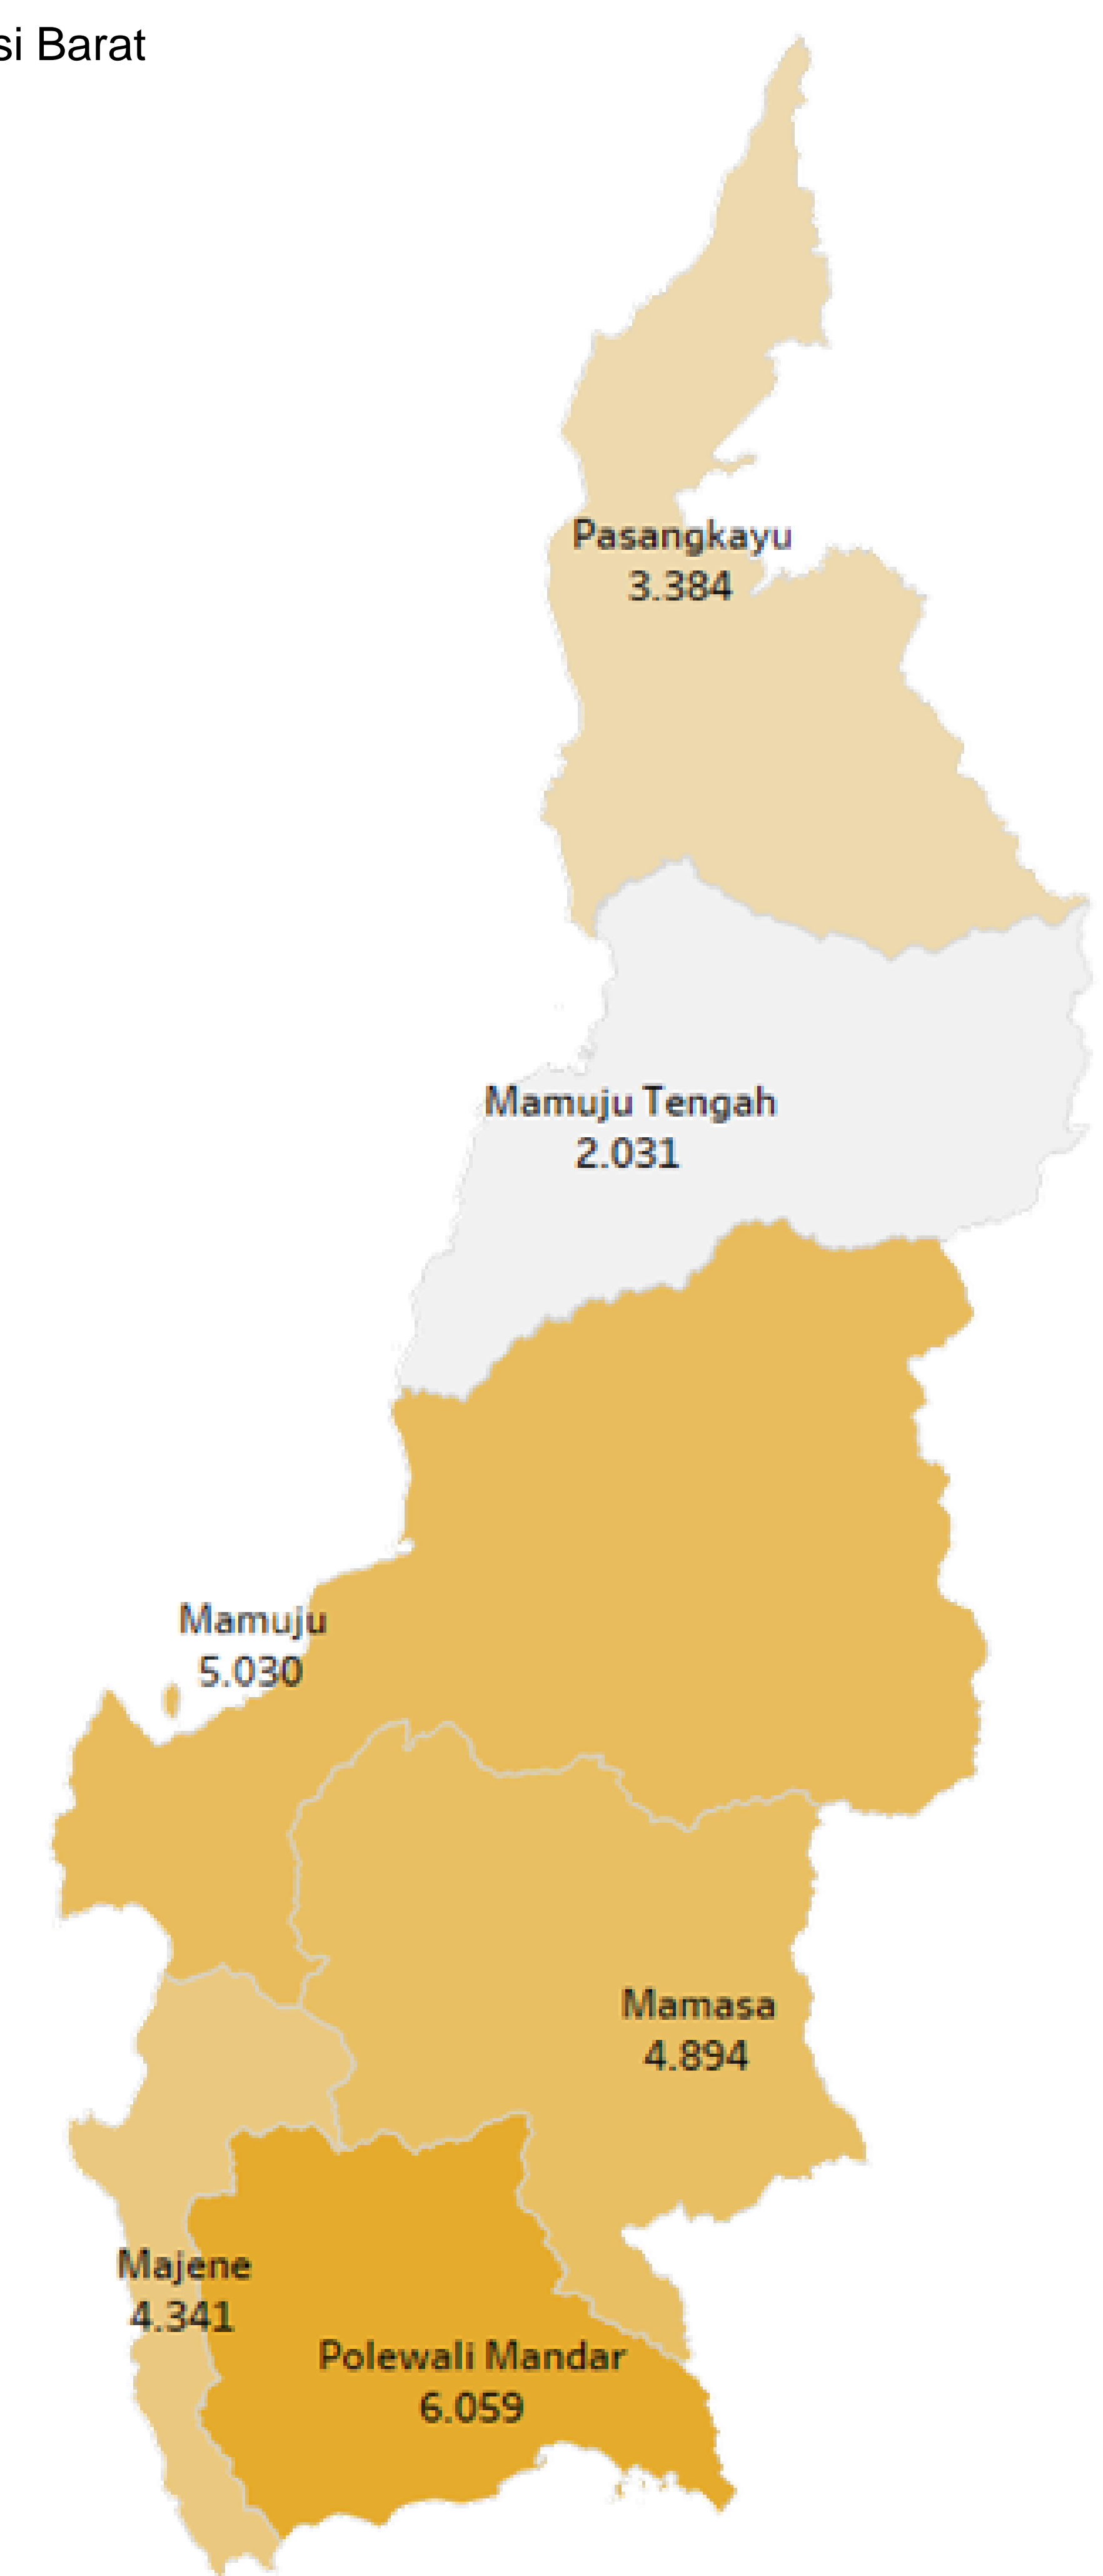 si Barat
Pasangkayu
3.384
Mamuju Tengah
2.031
Mamuju
5.030
Mamasa
4.894
Majene
4.341
Polewali Mandar
6.059